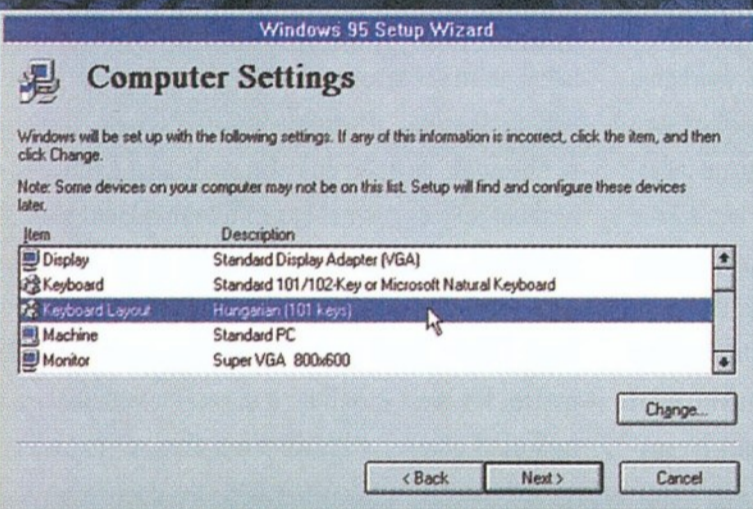 Windows 95 Setup Wizard
Computer Settings
Windows will be set up with the following settings. If any of this information is incorrect, click the item, and then
click Change.
Note: Some devices on your computer may not be on this list. Setup will find and configure these devices
later.
Item Description
Display Standard Display Adapter (VGA)
Keyboard Standard 101/102-Key or Microsoft Natural Keyboard
Keyboard Layout Hungarian (101 keys)
Machine Standard PC
Monitor Super VGA 800x600
Change...
< Back Next > Cancel